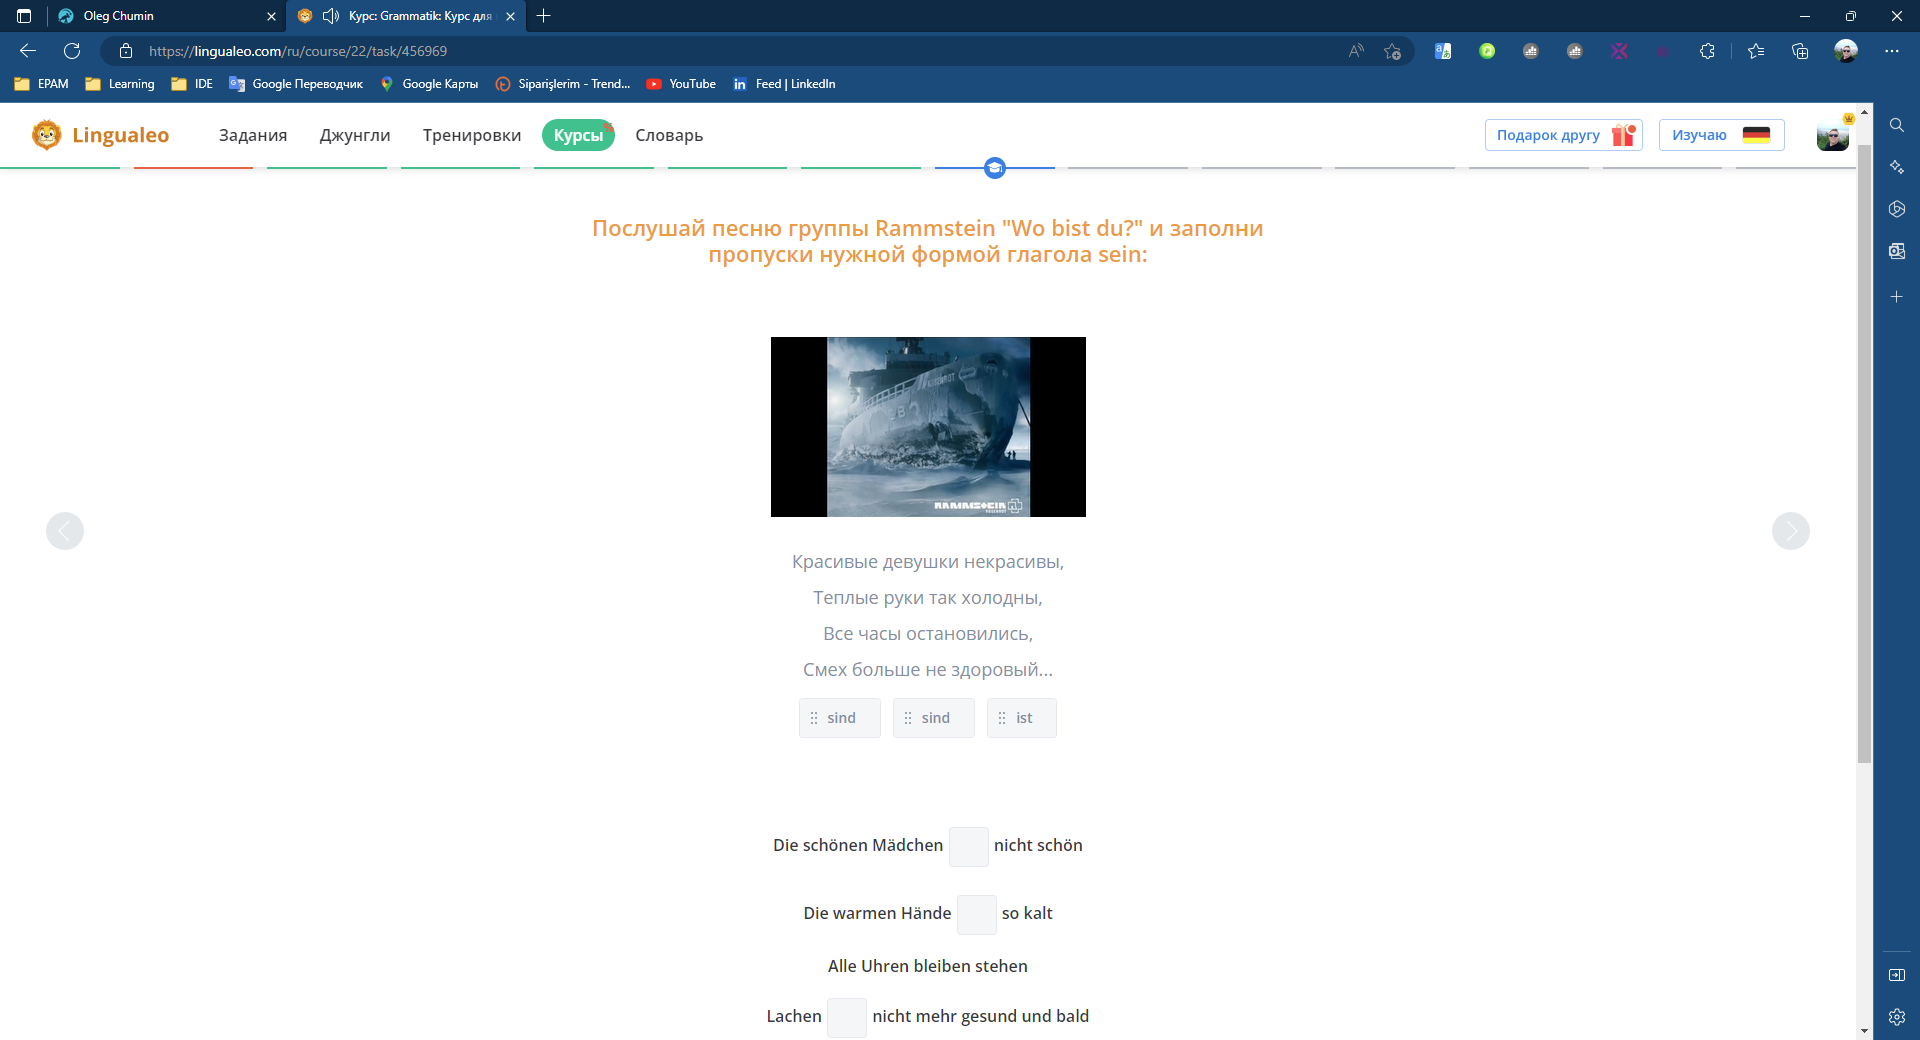 Oleg Chumin
Курс: Grammatik: Курс для
https://lingualeo.com/ru/course/22/task/456969
EPAM
Learning
IDE
Google Переводчик
Google Карты
Siparişlerim - Trend...
YouTube
Feed | LinkedIn
Lingualeo
Задания
Джунгли
Тренировки
Курсы
Словарь
Подарок другу
Изучаю
Послушай песню группы Rammstein "Wo bist du?" и заполни
пропуски нужной формой глагола sein:
RAMMSTEIN
Красивые девушки некрасивы,
Теплые руки так холодны,
Все часы остановились,
Смех больше не здоровый...
sind
sind
ist
Die schönen Mädchen nicht schön
Die warmen Hände so kalt
Alle Uhren bleiben stehen
Lachen nicht mehr gesund und bald